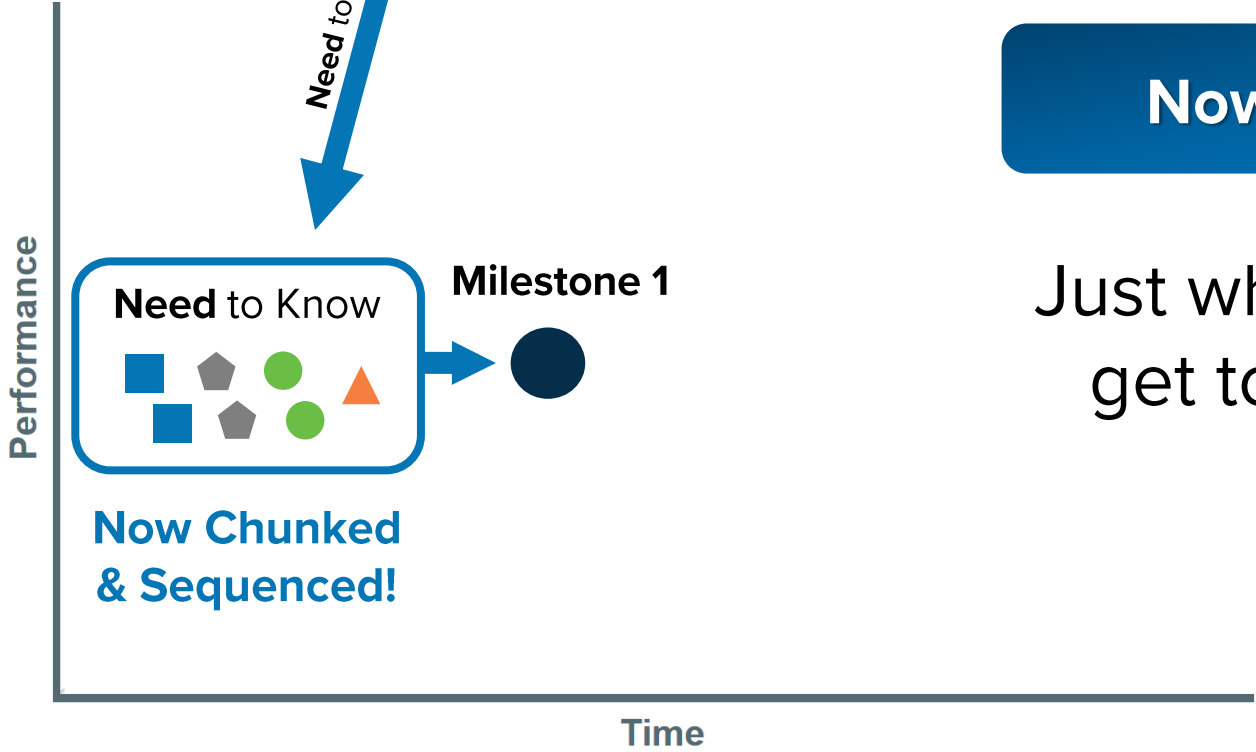 Need to
Now
Performance
Need to Know
Milestone 1
Just wh
get to
Now Chunked
& Sequenced!
Time